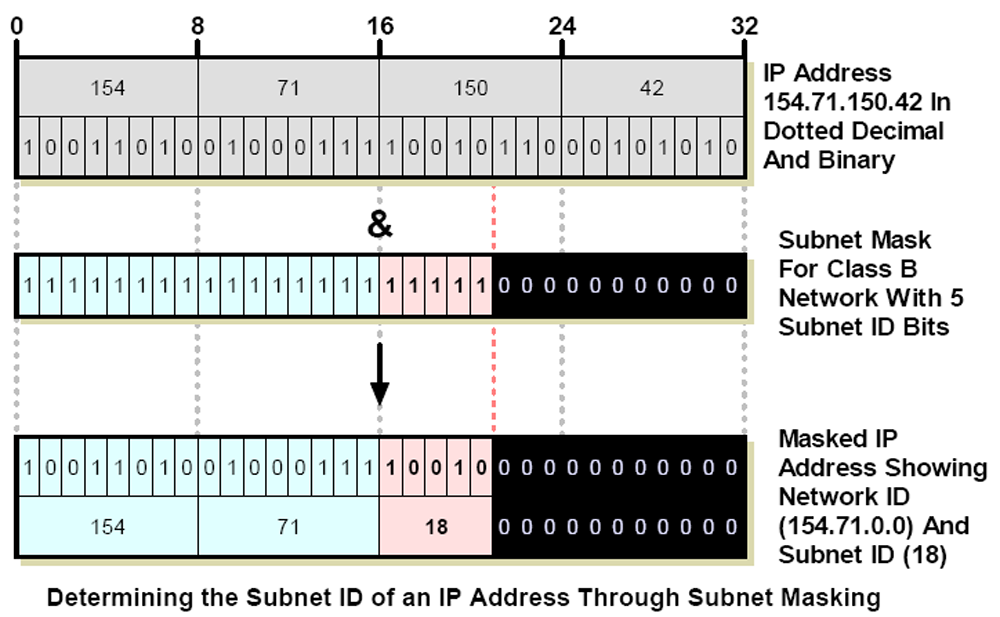 0 8 16 24 32
154 71 150 42
1 0 0 1 1 0 1 0 0 1 0 0 0 1 1 1 1 0 0 1 0 1 1 0 0 0 1 0 1 0 1 0
IP Address
154.71.150.42 In
Dotted Decimal
And Binary
&
1 1 1 1 1 1 1 1 1 1 1 1 1 1 1 1 1 1 1 1 1 0 0 0 0 0 0 0 0 0 0 0
Subnet Mask
For Class B
Network With 5
Subnet ID Bits
1 0 0 1 1 0 1 0 0 1 0 0 0 1 1 1 1 0 0 1 0 0 0 0 0 0 0 0 0 0 0 0
154 71 18 0 0 0 0 0 0 0 0 0 0 0
Masked IP
Address Showing
Network ID
(154.71.0.0) And
Subnet ID (18)
Determining the Subnet ID of an IP Address Through Subnet Masking